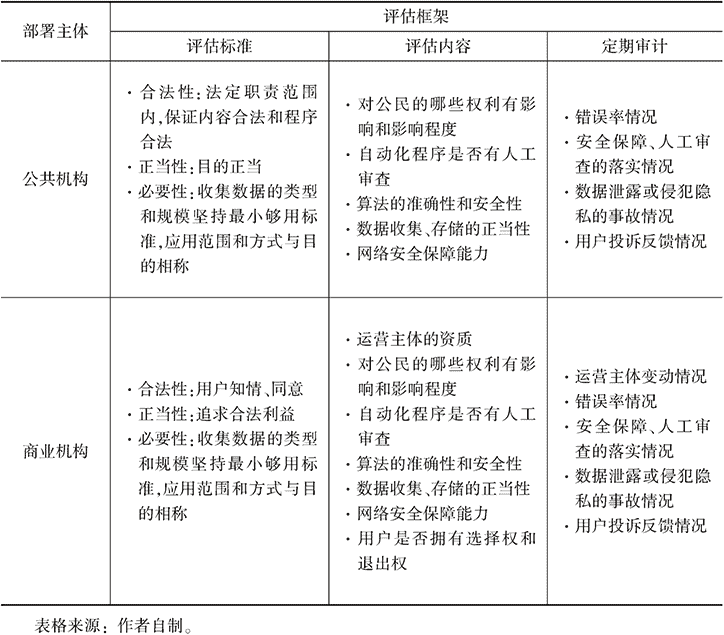 部署主体
评估框架
评估标准
评估内容
定期审计
公共机构
·合法性:法定职责范围
内,保证内容合法和程序
合法
·正当性:目的正当
·必要性:收集数据的类型
和规模坚持最小够用标
准,应用范围和方式与目
的相称
·对公民的哪些权利有影
响和影响程度
·自动化程序是否有人工
审查
·算法的准确性和安全性
·数据收集、存储的正当性
·网络安全保障能力
·错误率情况
·安全保障、人工审
查的落实情况
·数据泄露或侵犯隐
私的事故情况
·用户投诉反馈情况
商业机构
·合法性:用户知情、同意
·正当性:追求合法利益
·必要性:收集数据的类型
和规模坚持最小够用标
准,应用范围和方式与目
的相称
·运营主体的资质
·对公民的哪些权利有影
响和影响程度
·自动化程序是否有人工
审查
·算法的准确性和安全性
·数据收集、存储的正当性
·网络安全保障能力
·用户是否拥有选择权和
退出权
·运营主体变动情况
·错误率情况
·安全保障、人工审
查的落实情况
·数据泄露或侵犯隐
私的事故情况
·用户投诉反馈情况
表格来源:作者自制。